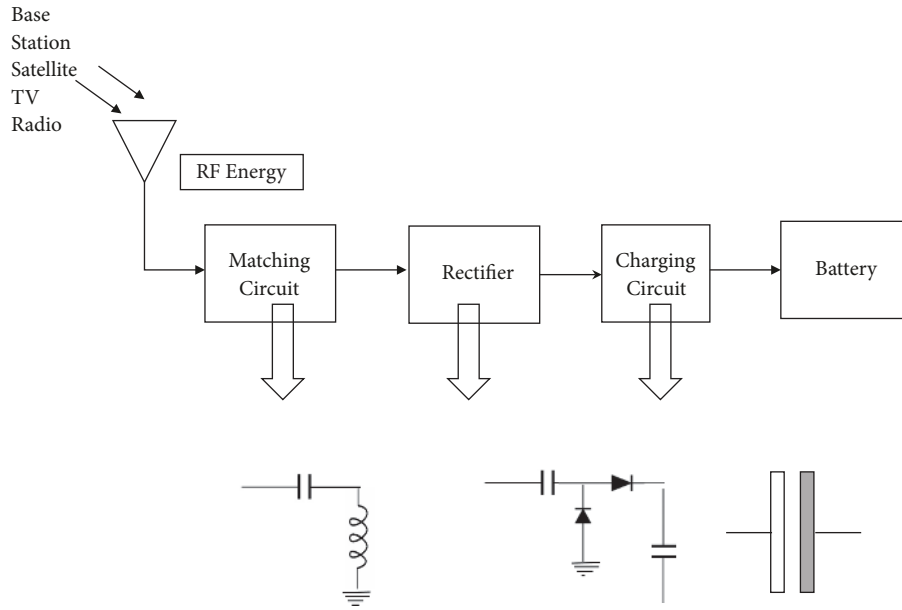 Base
Station
Satellite
TV
Radio
RF Energy
Matching
Circuit
Rectifier
Charging
Circuit
Battery